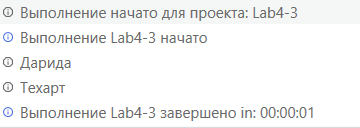 Выполнение начато для проекта: Lab4-3
Выполнение Lab4-3 начато
Дарида
Техарт
Выполнение Lab4-3 завершено in: 00:00:01